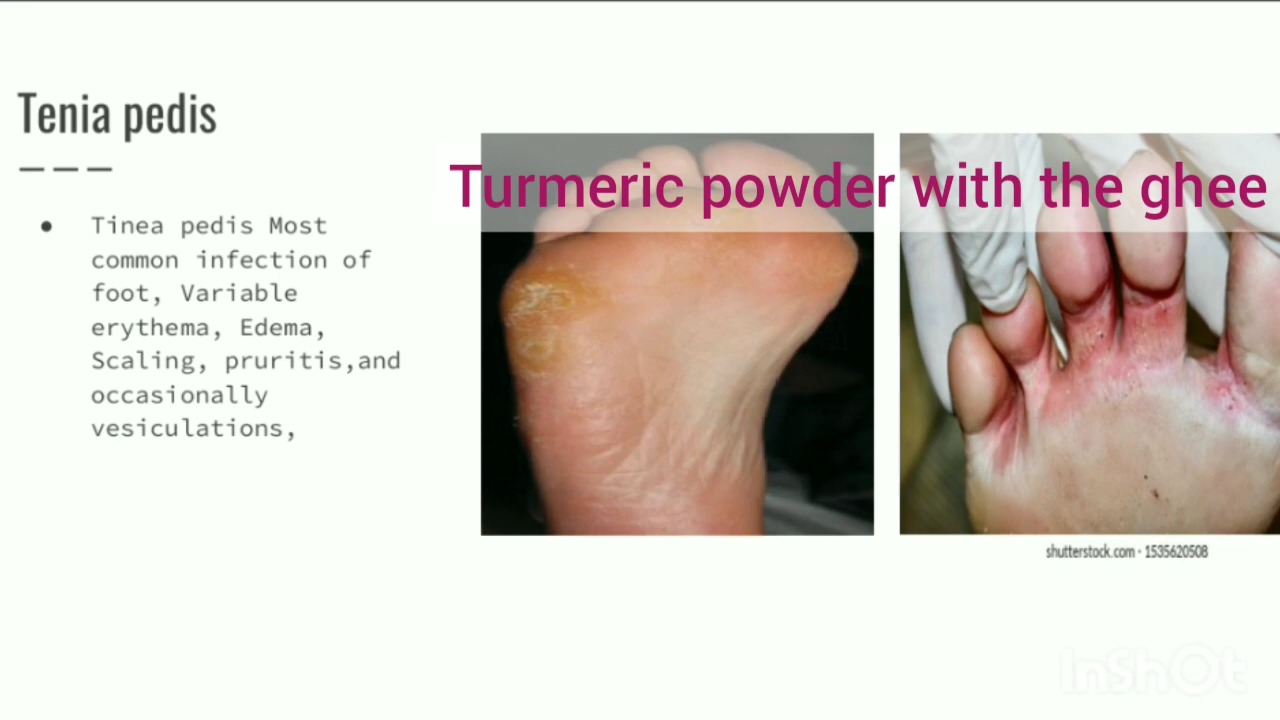 Tenia pedis
Turmeric powder with the ghee
● Tinea pedis Most
common infection of
foot, Variable
erythema, Edema,
Scaling, pruritis,and
occasionally
vesiculations,
shutterstock.com · 1535620508
InShOt